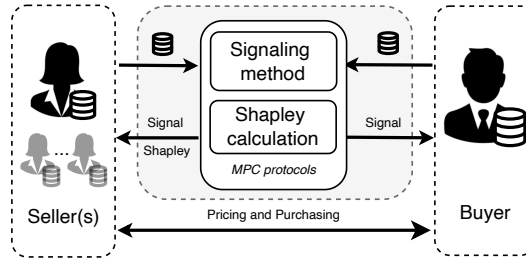 Signaling
method
Shapley
calculation
MPC protocols
Signal
Shapley
Signal
Seller(s)
Pricing and Purchasing
Buyer